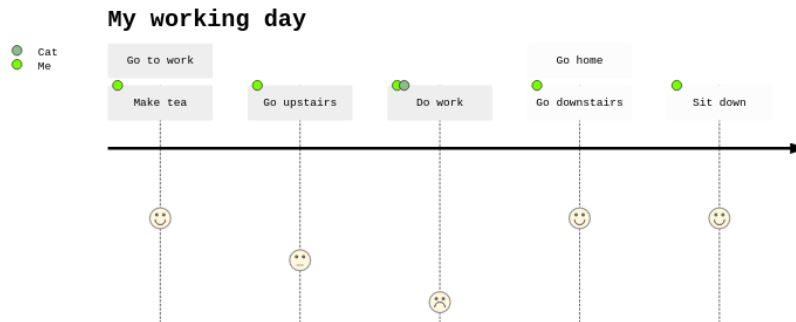 My working day
Cat
Me
Go to work
Go home
Make tea
Go upstairs
Do work
Go downstairs
Sit down